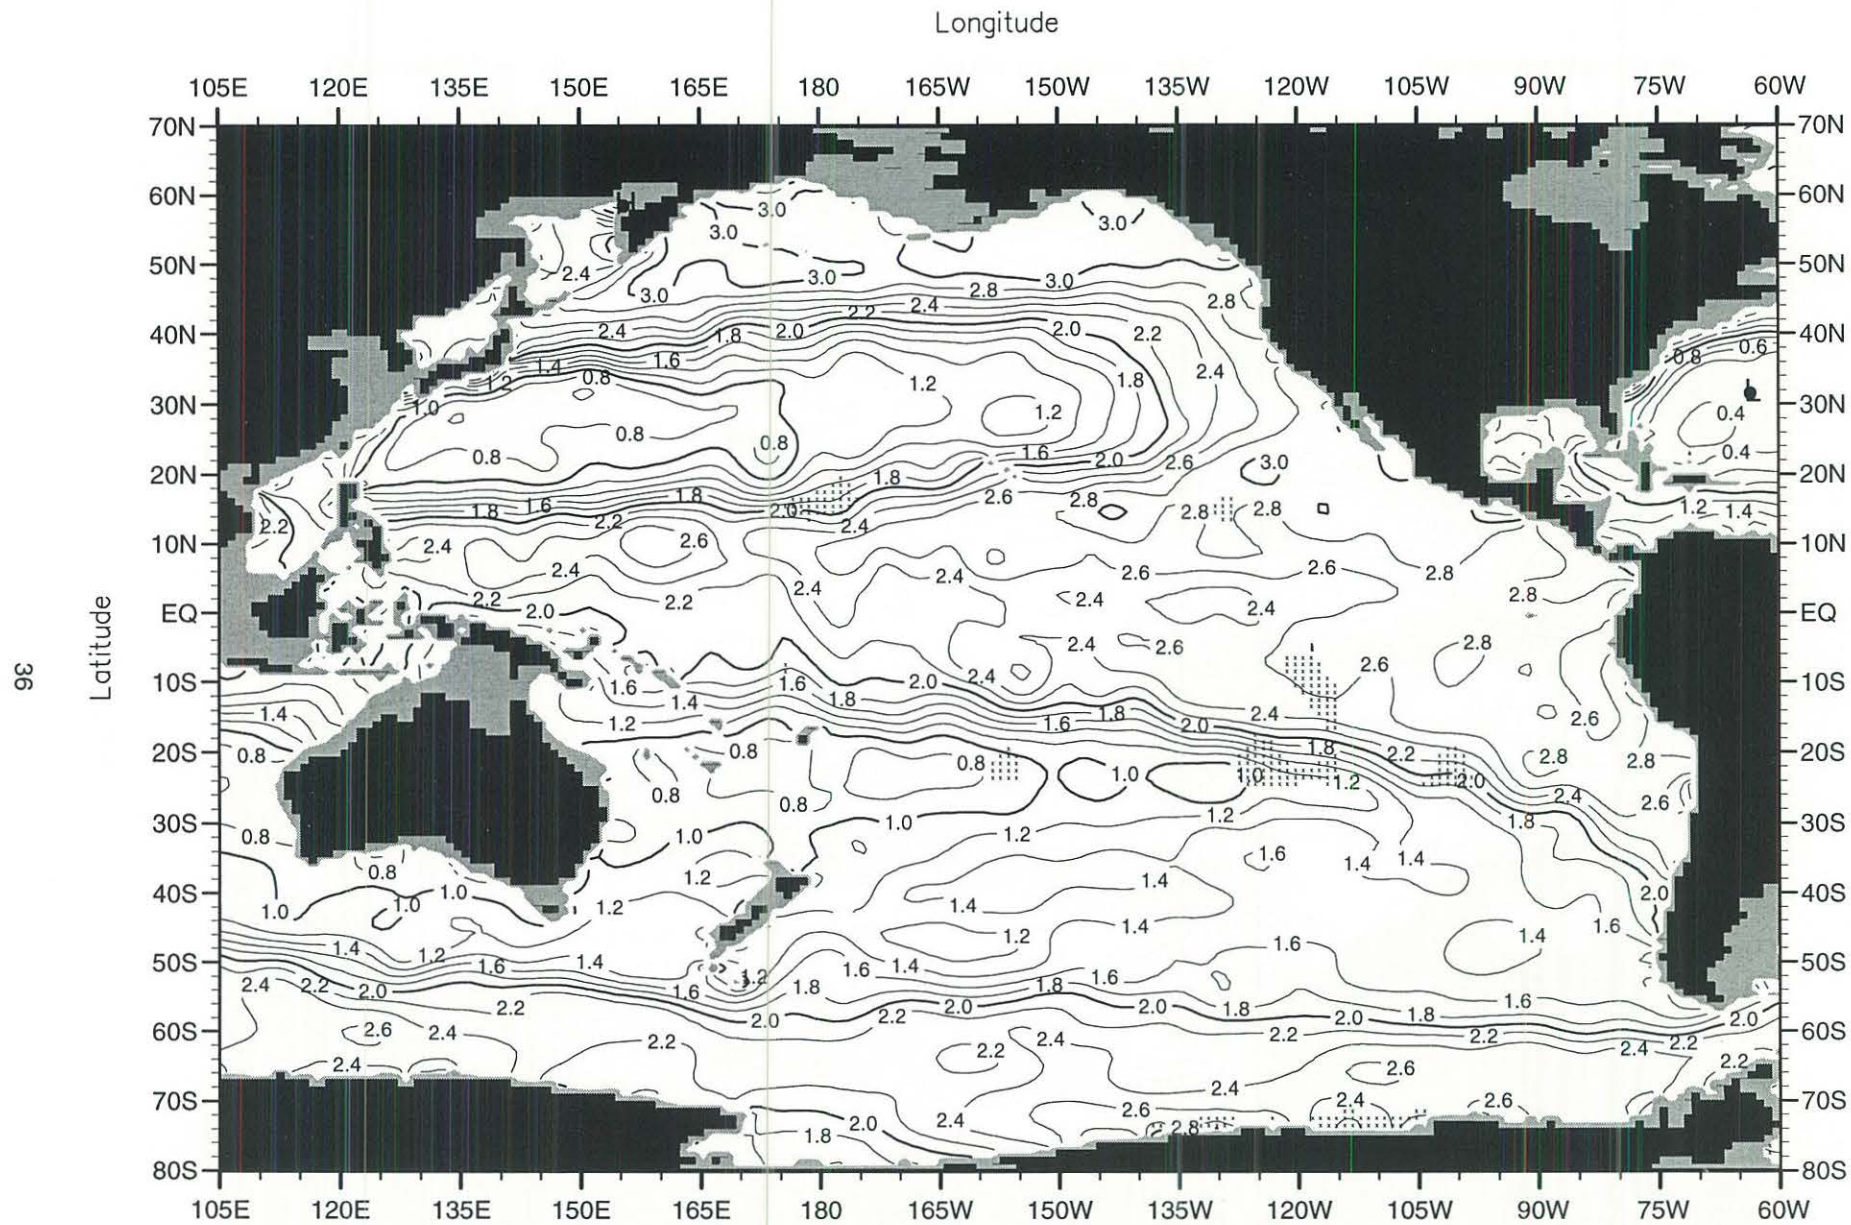 Longitude
105E 120E 135E 150E 165E 180 165W 150W 135W 120W 105W 90W 75W 60W
70N 70N
60N 3.0 3.0 60N
3.0
50N 2.4 3.0 3.0 3.0 50N
2.8 2.8
2.4 2.2 2.4
40N 1.8 2.0 2.0 2.2 0.8 0.6 40N
1.4 1.6
1.2 0.8 1.2 1.8 2.4
30N 1.0 1.2 0.4 30N
0.8 0.8
0.8 1.6 2.0 2.6 3.0 0.4
20N 1.8 20N
1.8 1.6 1.8 2.0 2.6 2.8 2.8 2.8 1.2 1.4
2.2 2.2 2.4
10N 2.4 2.6 10N
2.4 2.4 2.4 2.6 2.6 2.8
2.2 2.0 2.2 2.4 2.4 2.8
EQ EQ
2.4 2.6 2.8
10S 1.6 1.6 2.0 2.4 2.6 10S
1.4 1.2 1.4 1.8 1.6 1.8 2.0 2.4 2.6
20S 0.8 0.8 1.8 2.2 2.8 2.8 20S
0.8 0.8 1.0 1.0 1.2 2.0 2.4 2.6
30S 0.8 1.0 1.0 1.2 1.2 1.8 30S
0.8 1.2 1.6 1.4 1.4
40S 1.0 1.0 1.0 1.2 1.4 1.4 2.0 40S
1.4 1.2 1.2 1.4 1.6 1.4 1.6
50S 1.6 1.4 1.2 1.6 1.4 1.6 50S
2.4 2.2 2.0 2.2 1.6 1.8 1.8 1.6
60S 2.6 2.4 2.0 2.2 2.0 2.0 1.8 2.0 1.8 2.0 60S
2.4 2.2 2.2 2.4 2.2 2.2 2.4 2.2 2.2
70S 2.4 2.6 2.4 2.6 70S
1.8 2.0 2.4 2.6 2.8
80S 80S
105E 120E 135E 150E 165E 180 165W 150W 135W 120W 105W 90W 75W 60W
Latitude
36